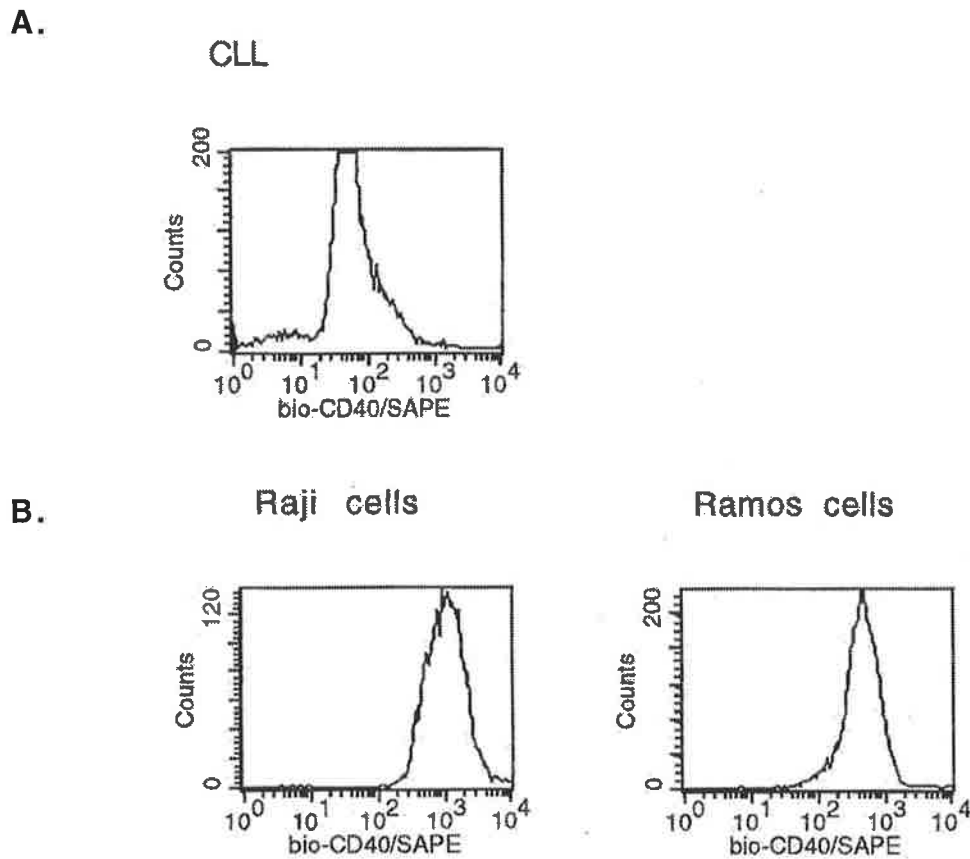 A.
CLL
200
Counts
0
10^0 10^1 10^2 10^3 10^4
bio-CD40/SAPE
B.
Raji cells
120
Counts
0
10^0 10^1 10^2 10^3 10^4
bio-CD40/SAPE
Ramos cells
200
Counts
0
10^0 10^1 10^2 10^3 10^4
bio-CD40/SAPE